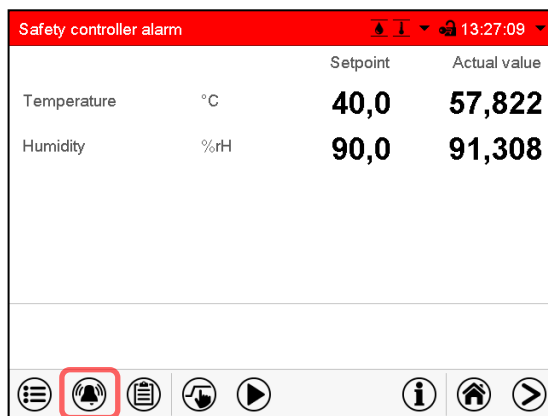 Safety controller alarm 13:27:09
Setpoint Actual value
Temperature °C 40,0 57,822
Humidity %rH 90,0 91,308